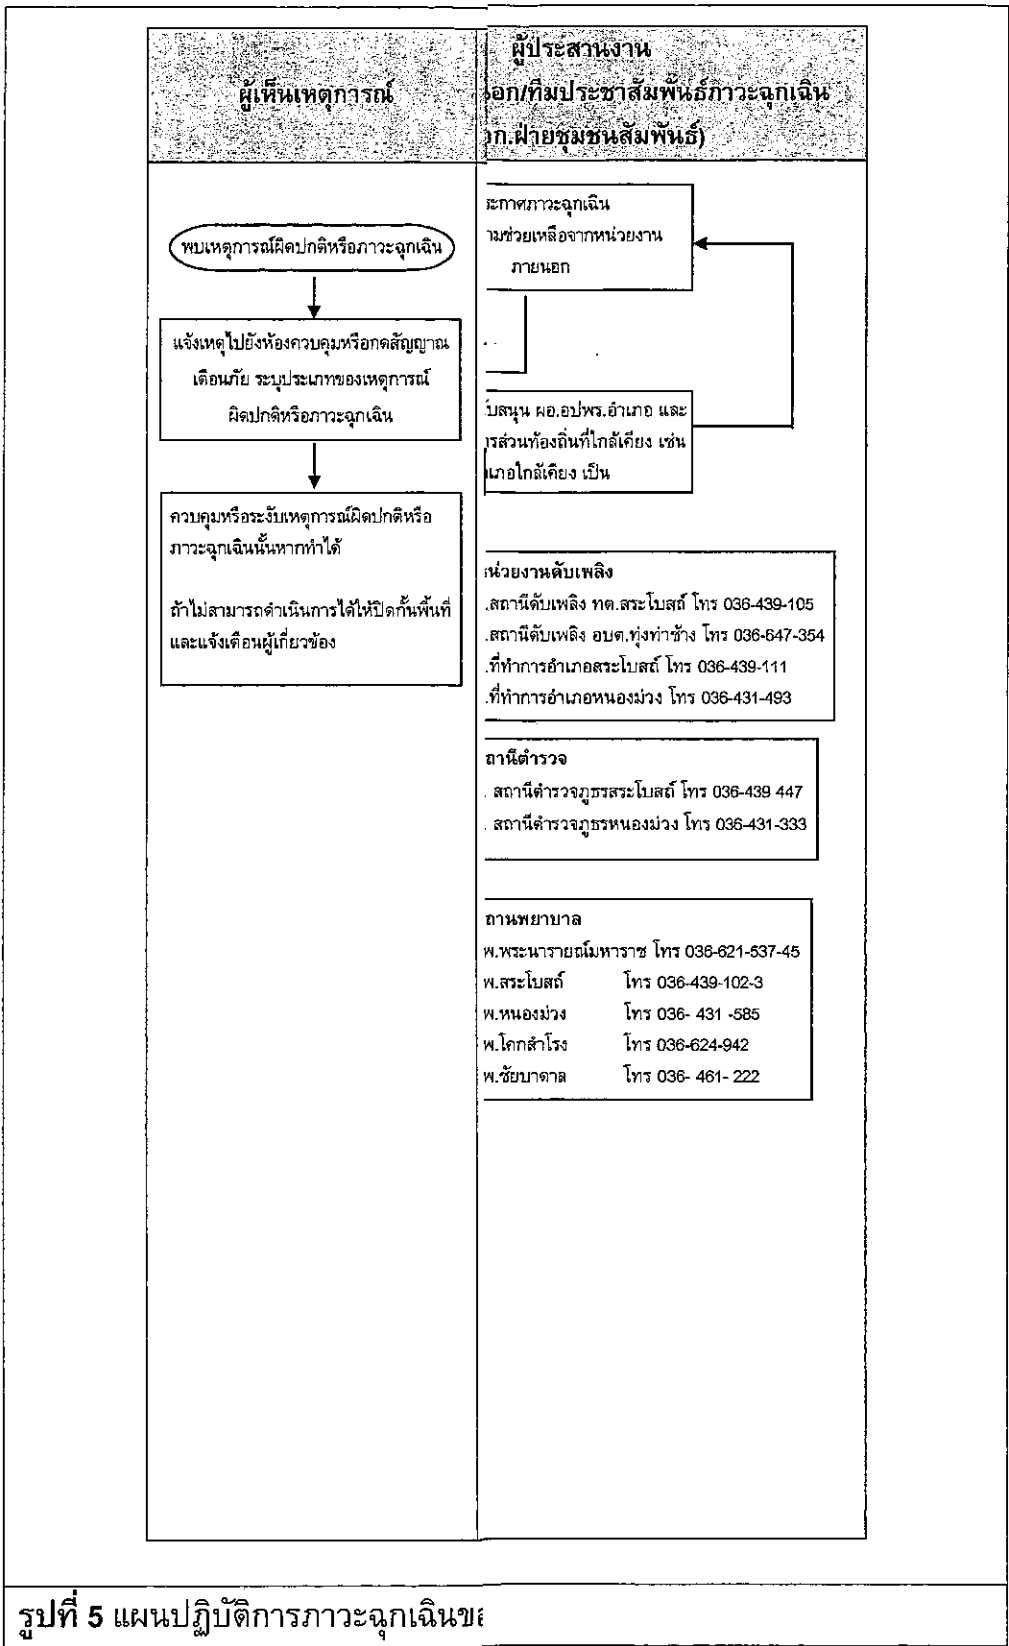 ผู้เห็นเหตุการณ์
พบเหตุการณ์ผิดปกติหรือภาวะฉุกเฉิน
แจ้งเหตุไปยังห้องควบคุมหรือกดสัญญาณ
เตือนภัย ระบุประเภทของเหตุการณ์
ผิดปกติหรือภาวะฉุกเฉิน
ควบคุมหรือระงับเหตุการณ์ผิดปกติหรือ
ภาวะฉุกเฉินนั้นหากทำได้
ถ้าไม่สามารถดำเนินการได้ให้ปิดกั้นพื้นที่
และแจ้งเตือนผู้เกี่ยวข้อง
ผู้ประสานงาน
นอก/ทีมประชาสัมพันธ์ภาวะฉุกเฉิน
ก.ฝ่ายชุมชนสัมพันธ์)
ะกาศภาวะฉุกเฉิน
ามช่วยเหลือจากหน่วยงาน
ภายนอก
บสนุน ผอ.อปพร.อำเภอ และ
ารส่วนท้องถิ่นที่ใกล้เคียง เช่น
เภอใกล้เคียง เป็น
หน่วยงานดับเพลิง
.สถานีดับเพลิง ทต.สระโบสถ์ โทร 036-439-105
.สถานีดับเพลิง อบต.ทุ่งท่าช้าง โทร 036-647-354
.ที่ทำการอำเภอสระโบสถ์ โทร 036-439-111
.ที่ทำการอำเภอหนองม่วง โทร 036-431-493
ถานีตำรวจ
. สถานีตำรวจภูธรสระโบสถ์ โทร 036-439 447
. สถานีตำรวจภูธรหนองม่วง โทร 036-431-333
ถานพยาบาล
พ.พระนารายณ์มหาราช โทร 036-621-537-45
พ.สระโบสถ์ โทร 036-439-102-3
พ.หนองม่วง โทร 036- 431 -585
พ.โคกสำโรง โทร 036-624-942
พ.ชัยบาดาล โทร 036- 461- 222
รูปที่ 5 แผนปฏิบัติการภาวะฉุกเฉินขอ